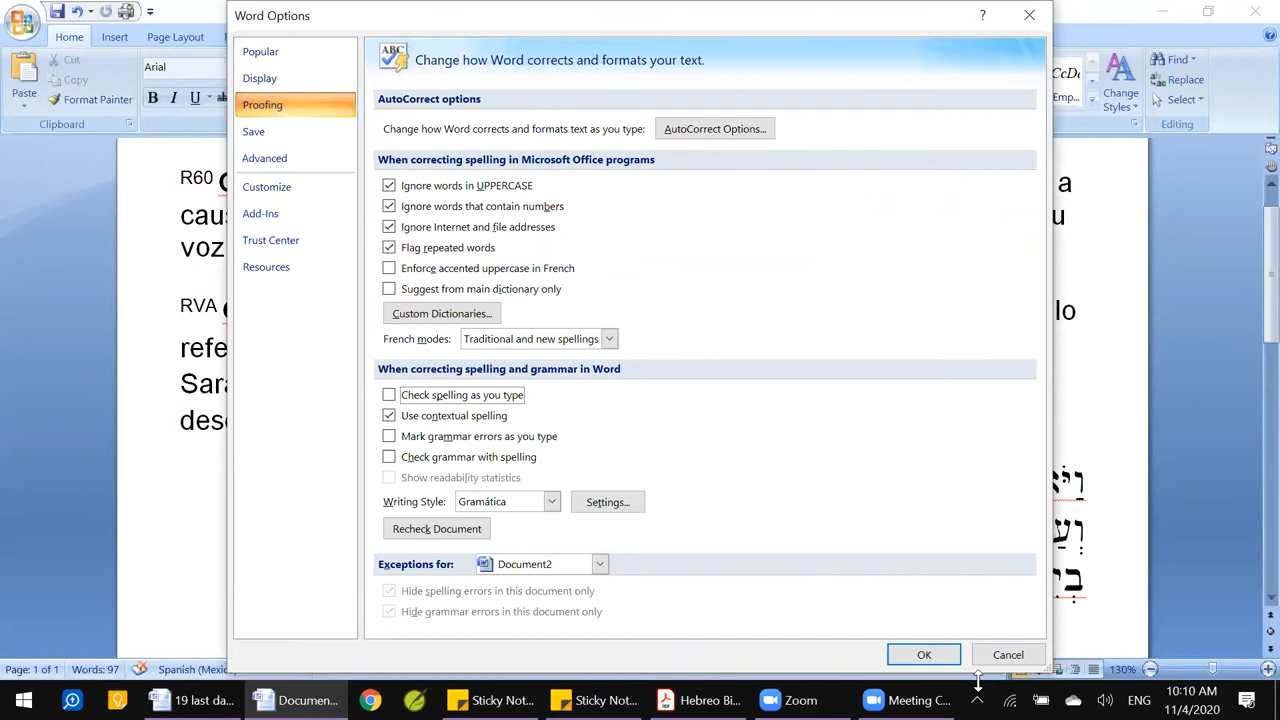 Word Options
Home
Insert
Page Layout
Cut
Copy
Paste
Format Painter
Clipboard
Arial
B I U
Emp...
Change
Styles
Find
Replace
Select
Editing
Popular
Display
Proofing
Save
Advanced
Customize
Add-Ins
Trust Center
Resources
ABC
Change how Word corrects and formats your text.
AutoCorrect options
Change how Word corrects and formats text as you type:
AutoCorrect Options...
When correcting spelling in Microsoft Office programs
Ignore words in UPPERCASE
Ignore words that contain numbers
Ignore Internet and file addresses
Flag repeated words
Enforce accented uppercase in French
Suggest from main dictionary only
Custom Dictionaries...
French modes: Traditional and new spellings
When correcting spelling and grammar in Word
Check spelling as you type
Use contextual spelling
Mark grammar errors as you type
Check grammar with spelling
Show readability statistics
Writing Style: Gramática Settings...
Recheck Document
Exceptions for: Document2
Hide spelling errors in this document only
Hide grammar errors in this document only
OK Cancel
R60
a
cau
u
voz
RVA
lo
refe
Sara
desc
Page: 1 of 1 Words: 97 Spanish (Mexic
130%
19 last da...
Documen...
Sticky Not...
Sticky Not...
Hebreo Bi...
Zoom
Meeting C...
ENG
10:10 AM
11/4/2020